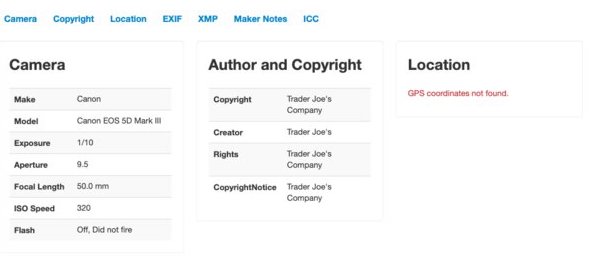 Camera Copyright Location EXIF XMP Maker Notes ICC
Camera
Make Canon
Model Canon EOS 5D Mark III
Exposure 1/10
Aperture 9.5
Focal Length 50.0 mm
ISO Speed 320
Flash Off, Did not fire
Author and Copyright
Copyright Trader Joe's
Company
Creator Trader Joe's
Rights Trader Joe's
Company
CopyrightNotice Trader Joe's
Company
Location
GPS coordinates not found.